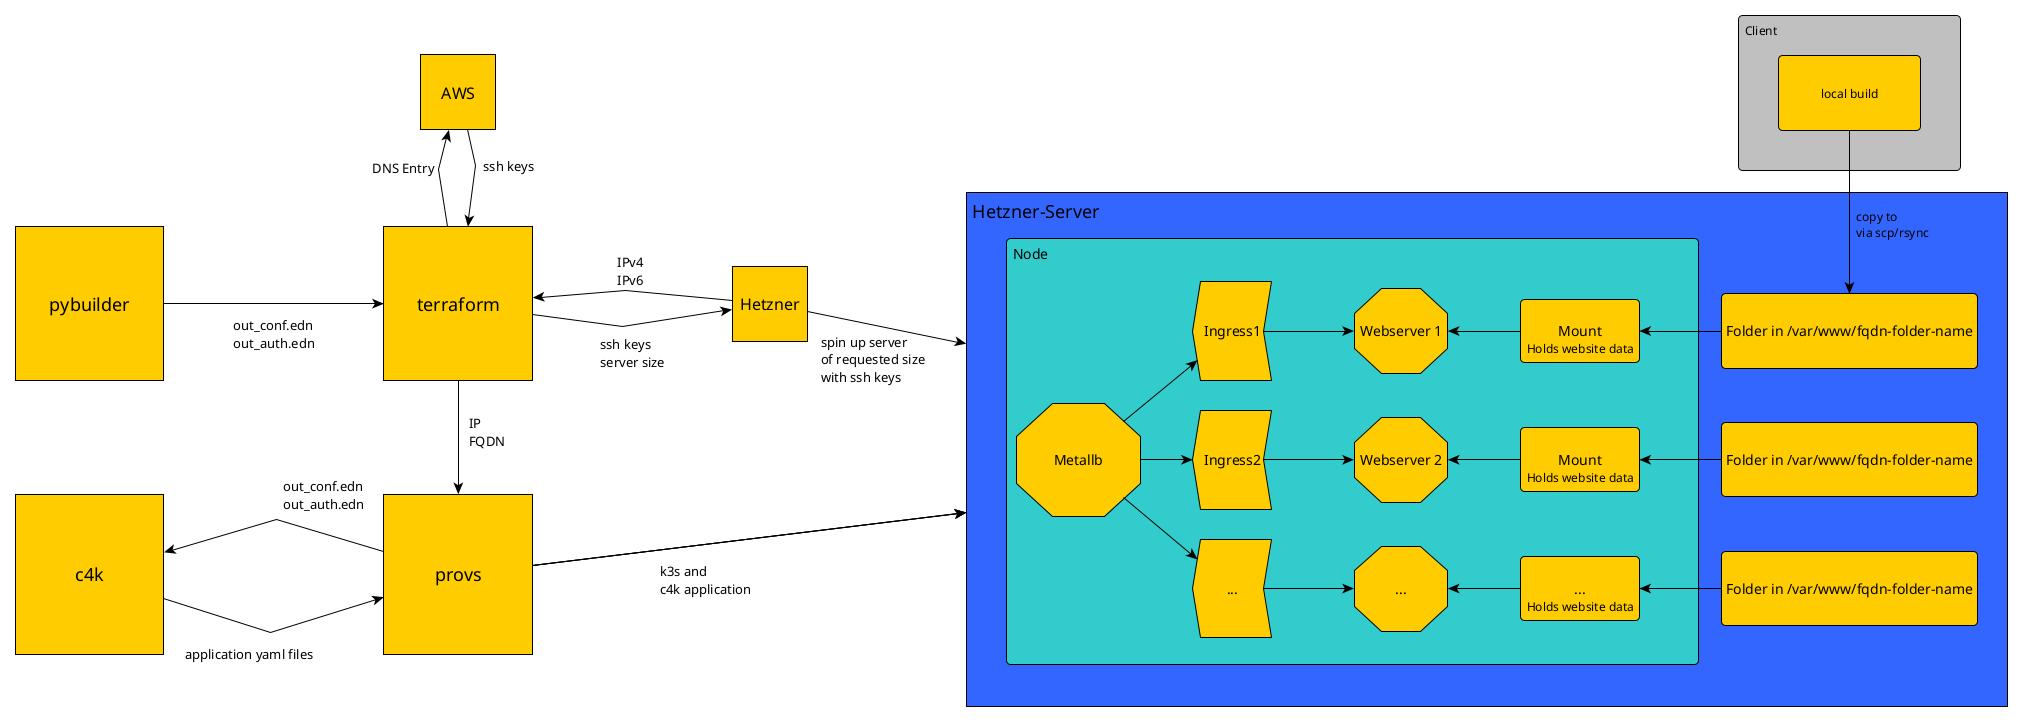 Client
local build
AWS
DNS Entry
ssh keys
copy to
via scp/rsync
Hetzner-Server
pybuilder
out_conf.edn
out_auth.edn
terraform
IPv4
IPv6
Hetzner
ssh keys
server size
spin up server
of requested size
with ssh keys
IP
FQDN
Node
Ingress1
Webserver 1
Mount
Holds website data
Folder in /var/www/fqdn-folder-name
Metallb
Ingress2
Webserver 2
Mount
Holds website data
Folder in /var/www/fqdn-folder-name
...
...
...
Holds website data
Folder in /var/www/fqdn-folder-name
out_conf.edn
out_auth.edn
c4k
provs
application yaml files
k3s and
c4k application